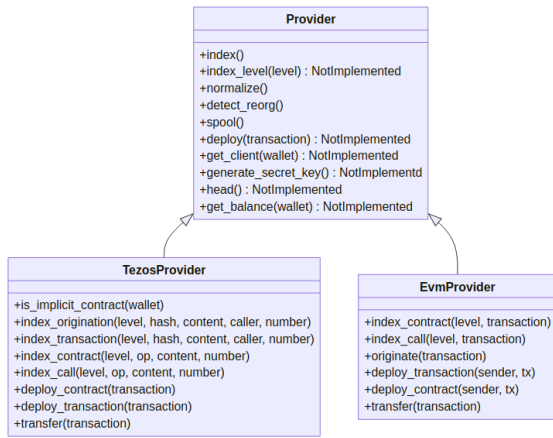 Provider
+index()
+index_level(level) : NotImplemented
+normalize()
+detect_reorg()
+spool()
+deploy(transaction) : NotImplemented
+get_client(wallet) : NotImplemented
+generate_secret_key() : NotImplementd
+head() : NotImplemented
+get_balance(wallet) : NotImplemented
TezosProvider
+is_implicit_contract(wallet)
+index_origination(level, hash, content, caller, number)
+index_transaction(level, hash, content, caller, number)
+index_contract(level, op, content, number)
+index_call(level, op, content, number)
+deploy_contract(transaction)
+deploy_transaction(transaction)
+transfer(transaction)
EvmProvider
+index_contract(level, transaction)
+index_call(level, transaction)
+originate(transaction)
+deploy_transaction(sender, tx)
+deploy_contract(sender, tx)
+transfer(transaction)